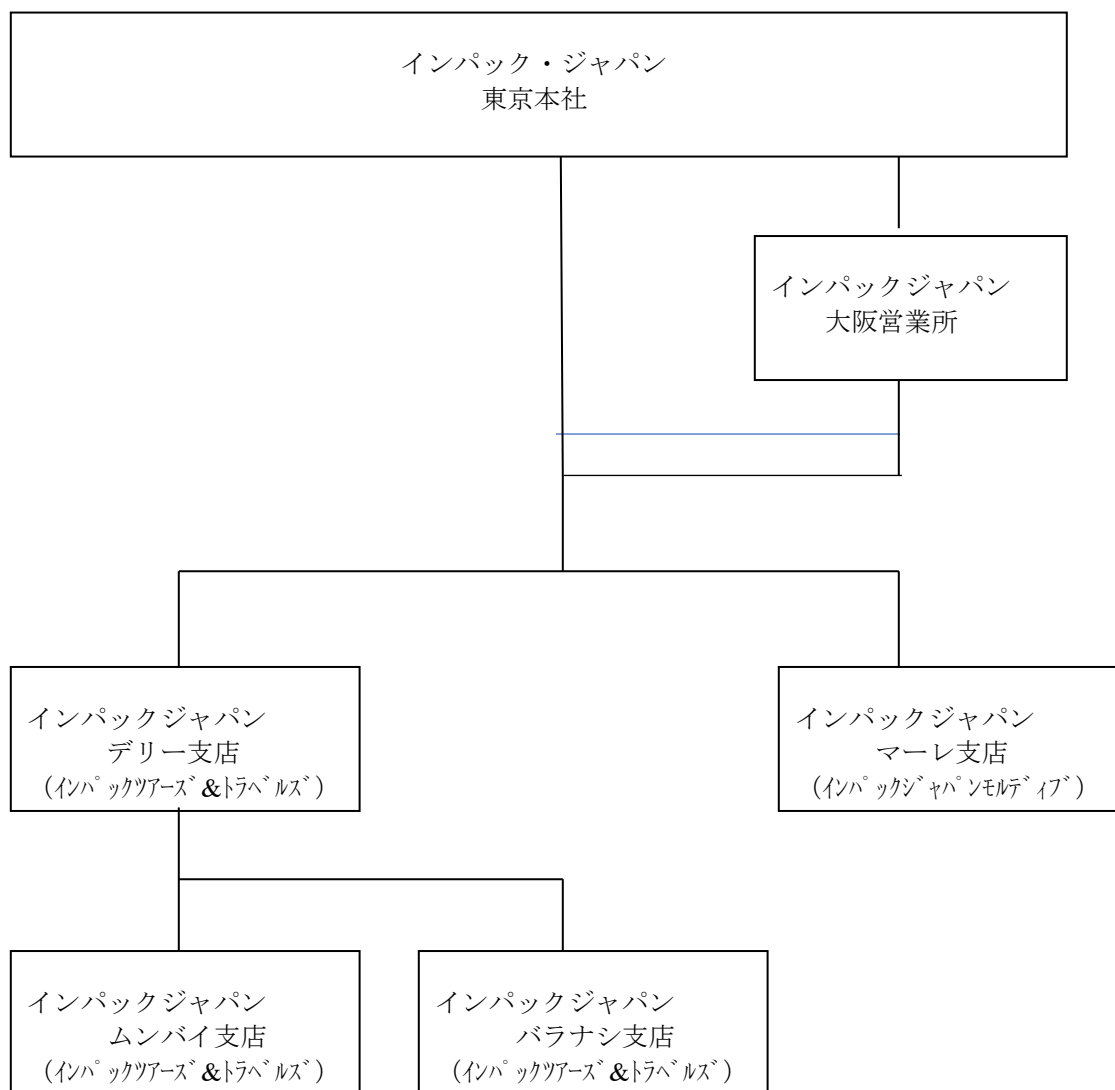 インパック・ジャパン
東京本社
インパックジャパン
大阪営業所
インパックジャパン
デリー支店
(ｲﾝﾊﾟｯｸﾂｱｰｽﾞ&ﾄﾗﾍﾞﾙｽﾞ)
インパックジャパン
マーレ支店
(ｲﾝﾊﾟｯｸｼﾞｬﾊﾟﾝﾓﾙﾃﾞｨﾌﾞ)
インパックジャパン
ムンバイ支店
(ｲﾝﾊﾟｯｸﾂｱｰｽﾞ&ﾄﾗﾍﾞﾙｽﾞ)
インパックジャパン
バラナシ支店
(ｲﾝﾊﾟｯｸﾂｱｰｽﾞ&ﾄﾗﾍﾞﾙｽﾞ)